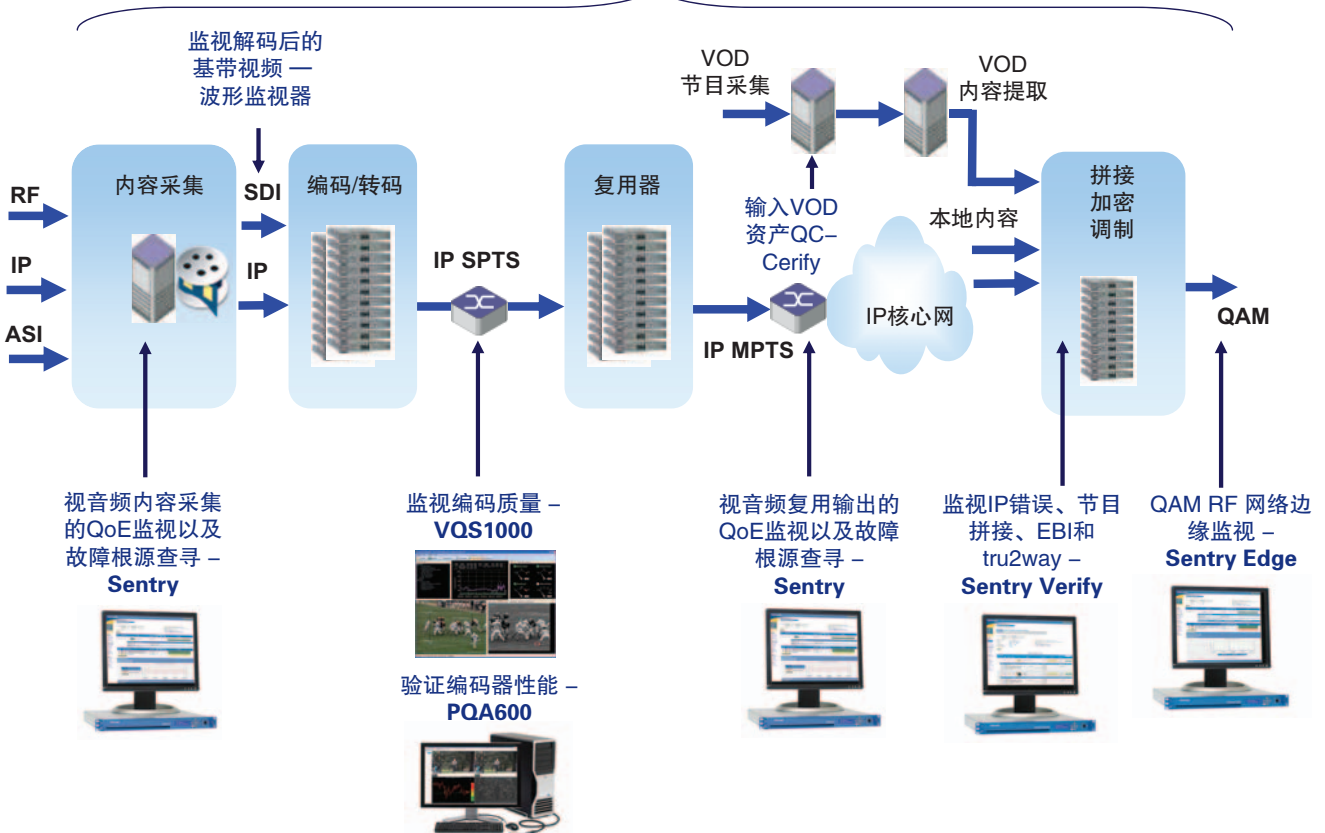 监视解码后的
基带视频 —
波形监视器
VOD
节目采集
VOD
内容提取
RF
IP
ASI
内容采集
SDI
IP
编码/转码
IP SPTS
复用器
IP MPTS
输入VOD
资产QC–
Cerify
IP核心网
本地内容
拼接
加密
调制
QAM
视音频内容采集
的QoE监视以及
故障根源查寻 –
Sentry
监视编码质量 –
VQS1000
验证编码器性能 –
PQA600
视音频复用输出的
QoE监视以及故障
根源查寻 –
Sentry
监视IP错误、节目
拼接、EBI和
tru2way –
Sentry Verify
QAM RF 网络边
缘监视 –
Sentry Edge